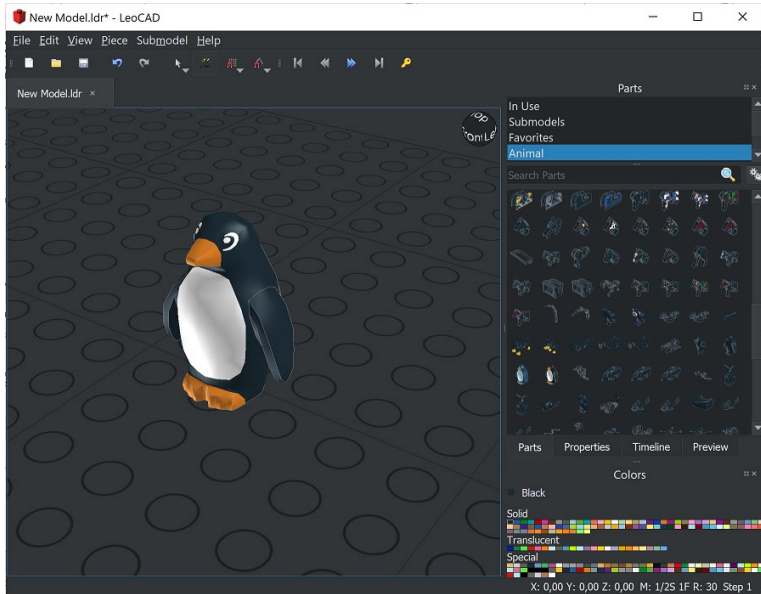 New Model.ldr* - LeoCAD
File Edit View Piece Submodel Help
New Model.ldr ×
Parts
In Use
Submodels
Favorites
Animal
Search Parts
Parts Properties Timeline Preview
Colors
Black
Solid
Translucent
Special
X: 0,00 Y: 0,00 Z: 0,00 M: 1/2S 1F R: 30 Step 1